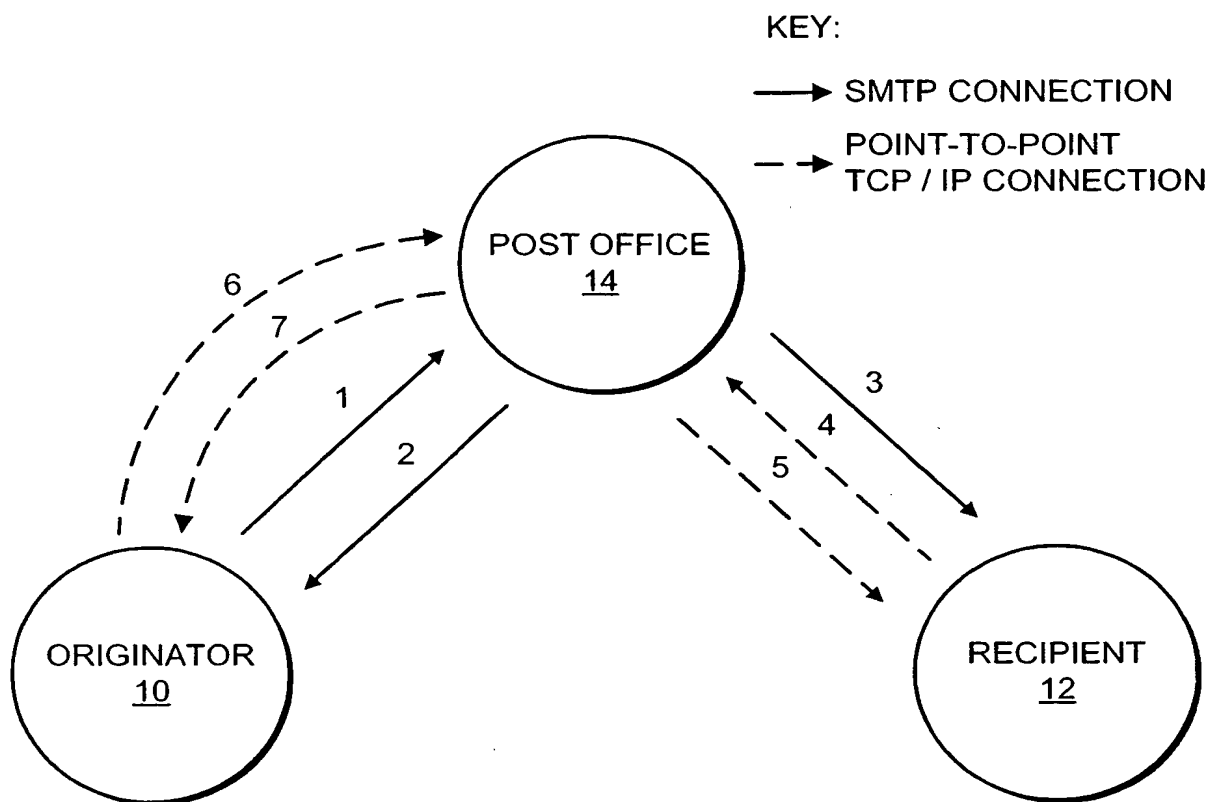 KEY:
SMTP CONNECTION
POINT-TO-POINT
TCP / IP CONNECTION
POST OFFICE
14
6
7
1
2
3
4
5
ORIGINATOR
10
RECIPIENT
12